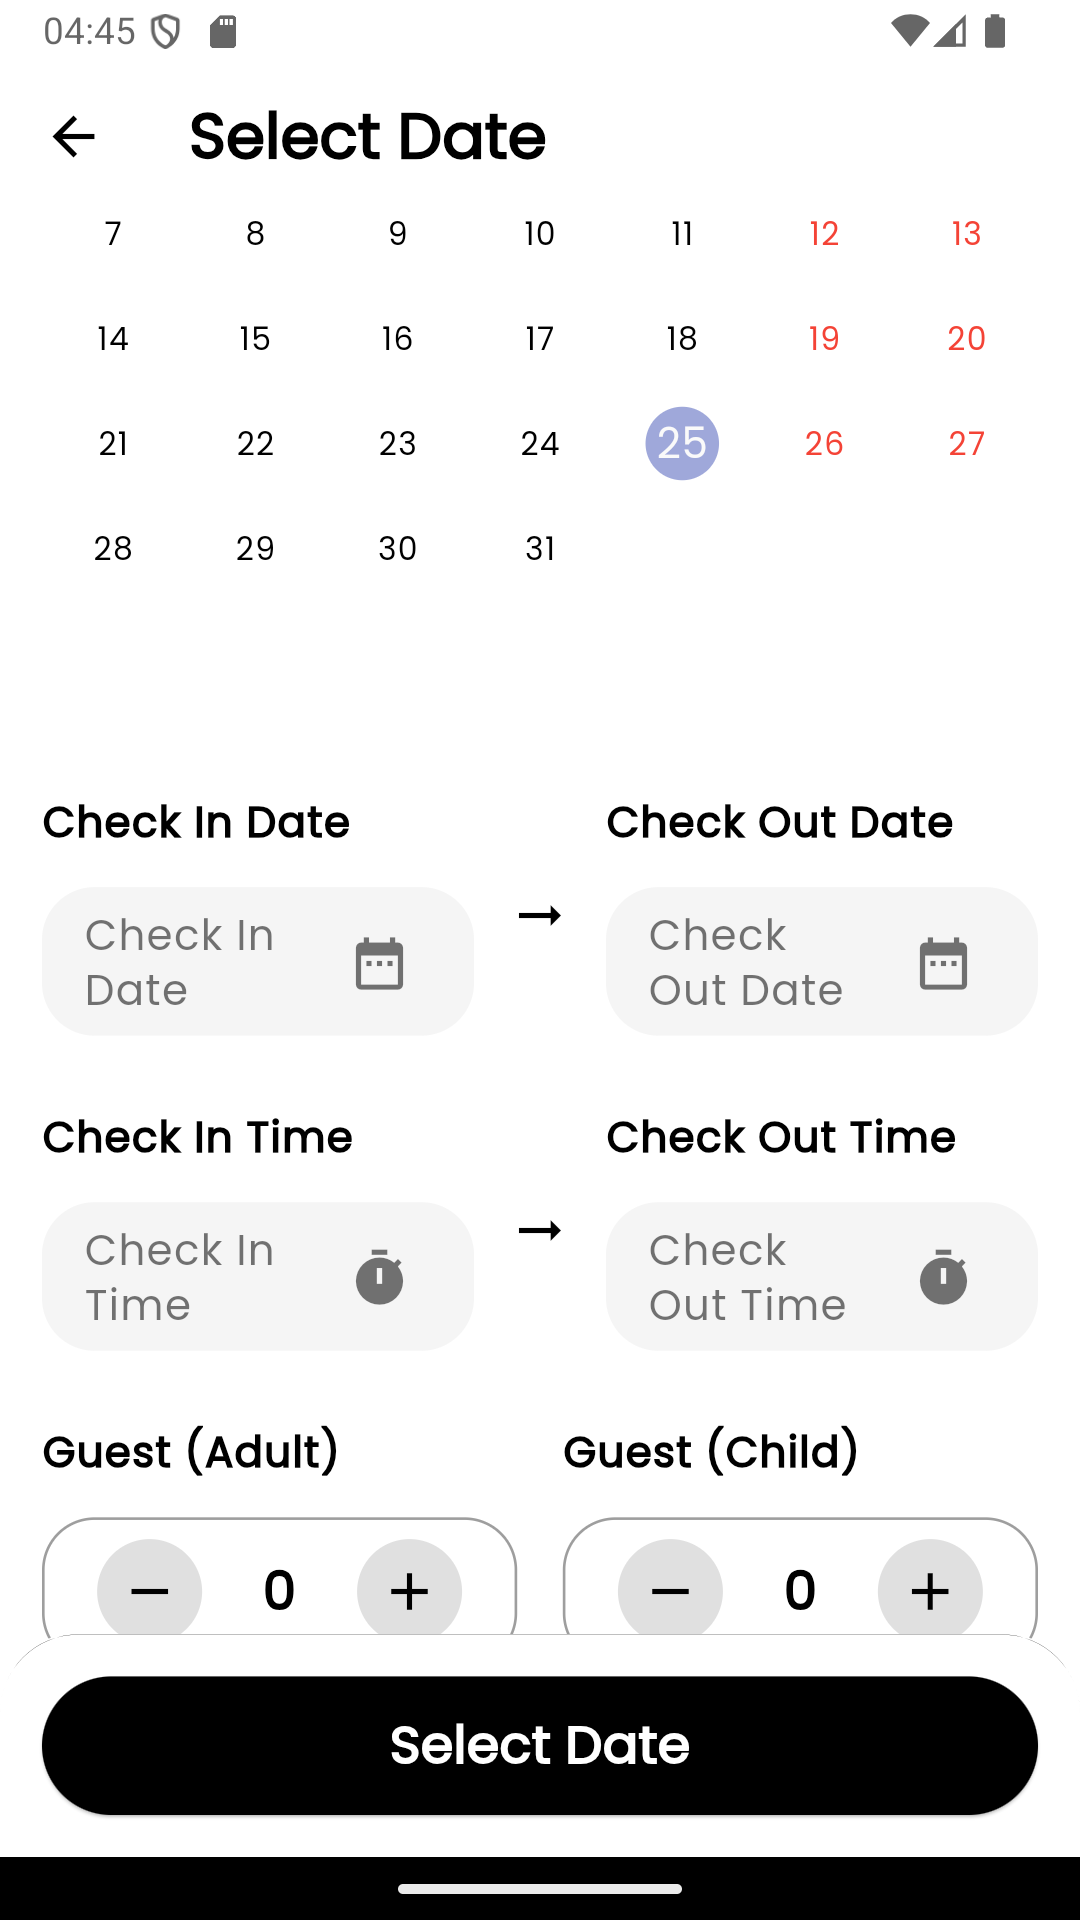 04:45
Select Date
7 8 9 10 11 12 13
14 15 16 17 18 19 20
21 22 23 24 25 26 27
28 29 30 31
Check In Date Check Out Date
Check In Check
Date Out Date
Check In Time Check Out Time
Check In Check
Time Out Time
Guest (Adult) Guest (Child)
0 0
Select Date